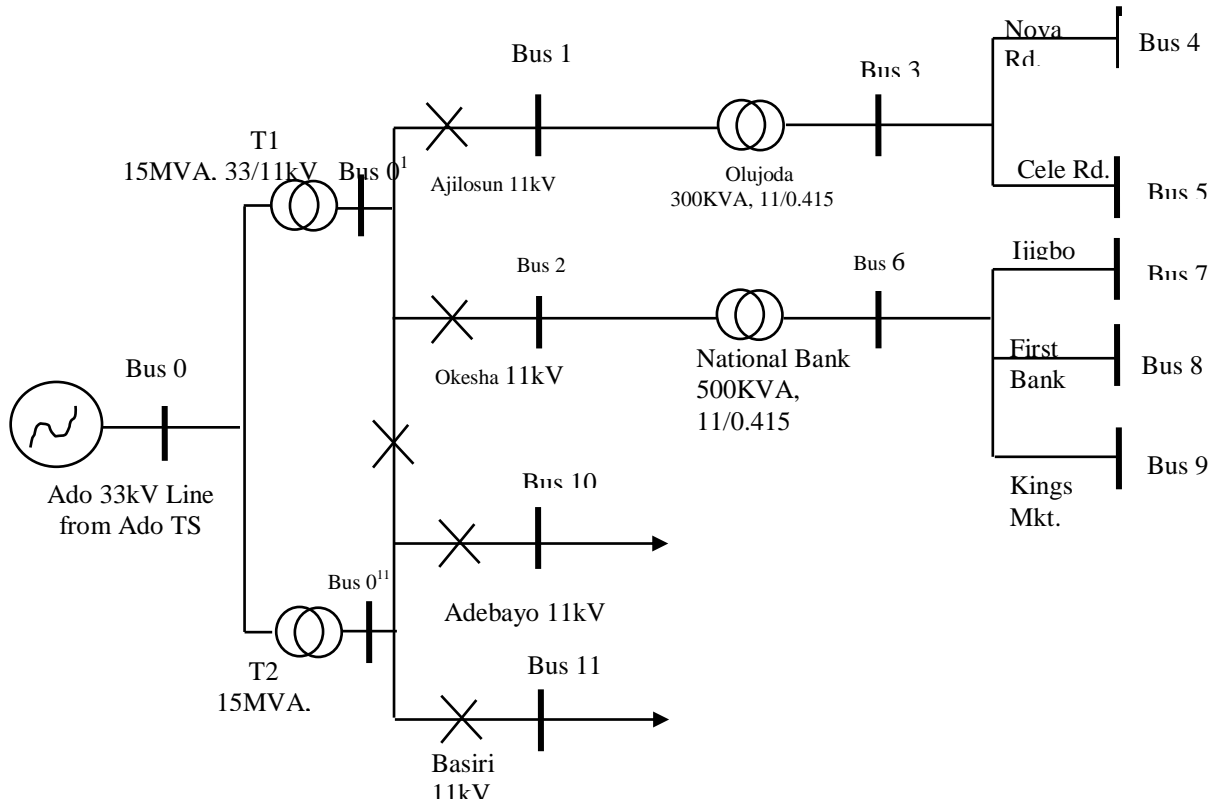 Nova
Rd.
Bus 4
Bus 1
Bus 3
T1
15MVA, 33/11kV
Bus 0¹
Ajilosun 11kV
Olujoda
300KVA, 11/0.415
Cele Rd.
Bus 5
Bus 2
Bus 6
Ijigbo
Bus 7
Okesha 11kV
National Bank
500KVA,
11/0.415
First
Bank
Bus 8
Bus 0
Ado 33kV Line
from Ado TS
Kings
Mkt.
Bus 9
Bus 10
Bus 0¹¹
Adebayo 11kV
T2
15MVA.
Bus 11
Basiri
11kV